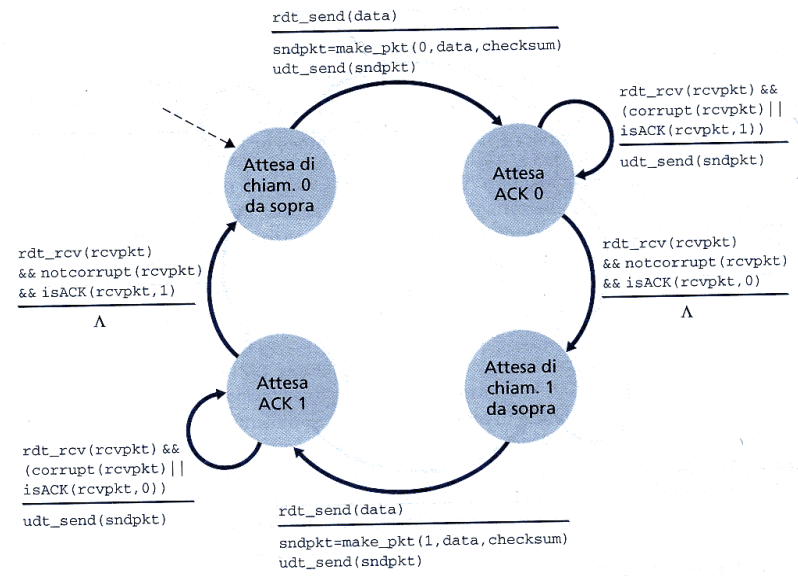 rdt_send(data)
sndpkt=make_pkt(0,data,checksum)
udt_send(sndpkt)
rdt_rcv(rcvpkt) &&
(corrupt(rcvpkt)||
isACK(rcvpkt,1))
udt_send(sndpkt)
Attesa di
chiam. 0
da sopra
Attesa
ACK 0
rdt_rcv(rcvpkt)
&& notcorrupt(rcvpkt)
&& isACK(rcvpkt,1)
Λ
rdt_rcv(rcvpkt)
&& notcorrupt(rcvpkt)
&& isACK(rcvpkt,0)
Λ
Attesa
ACK 1
Attesa di
chiam. 1
da sopra
rdt_rcv(rcvpkt) &&
(corrupt(rcvpkt)||
isACK(rcvpkt,0))
udt_send(sndpkt)
rdt_send(data)
sndpkt=make_pkt(1,data,checksum)
udt_send(sndpkt)